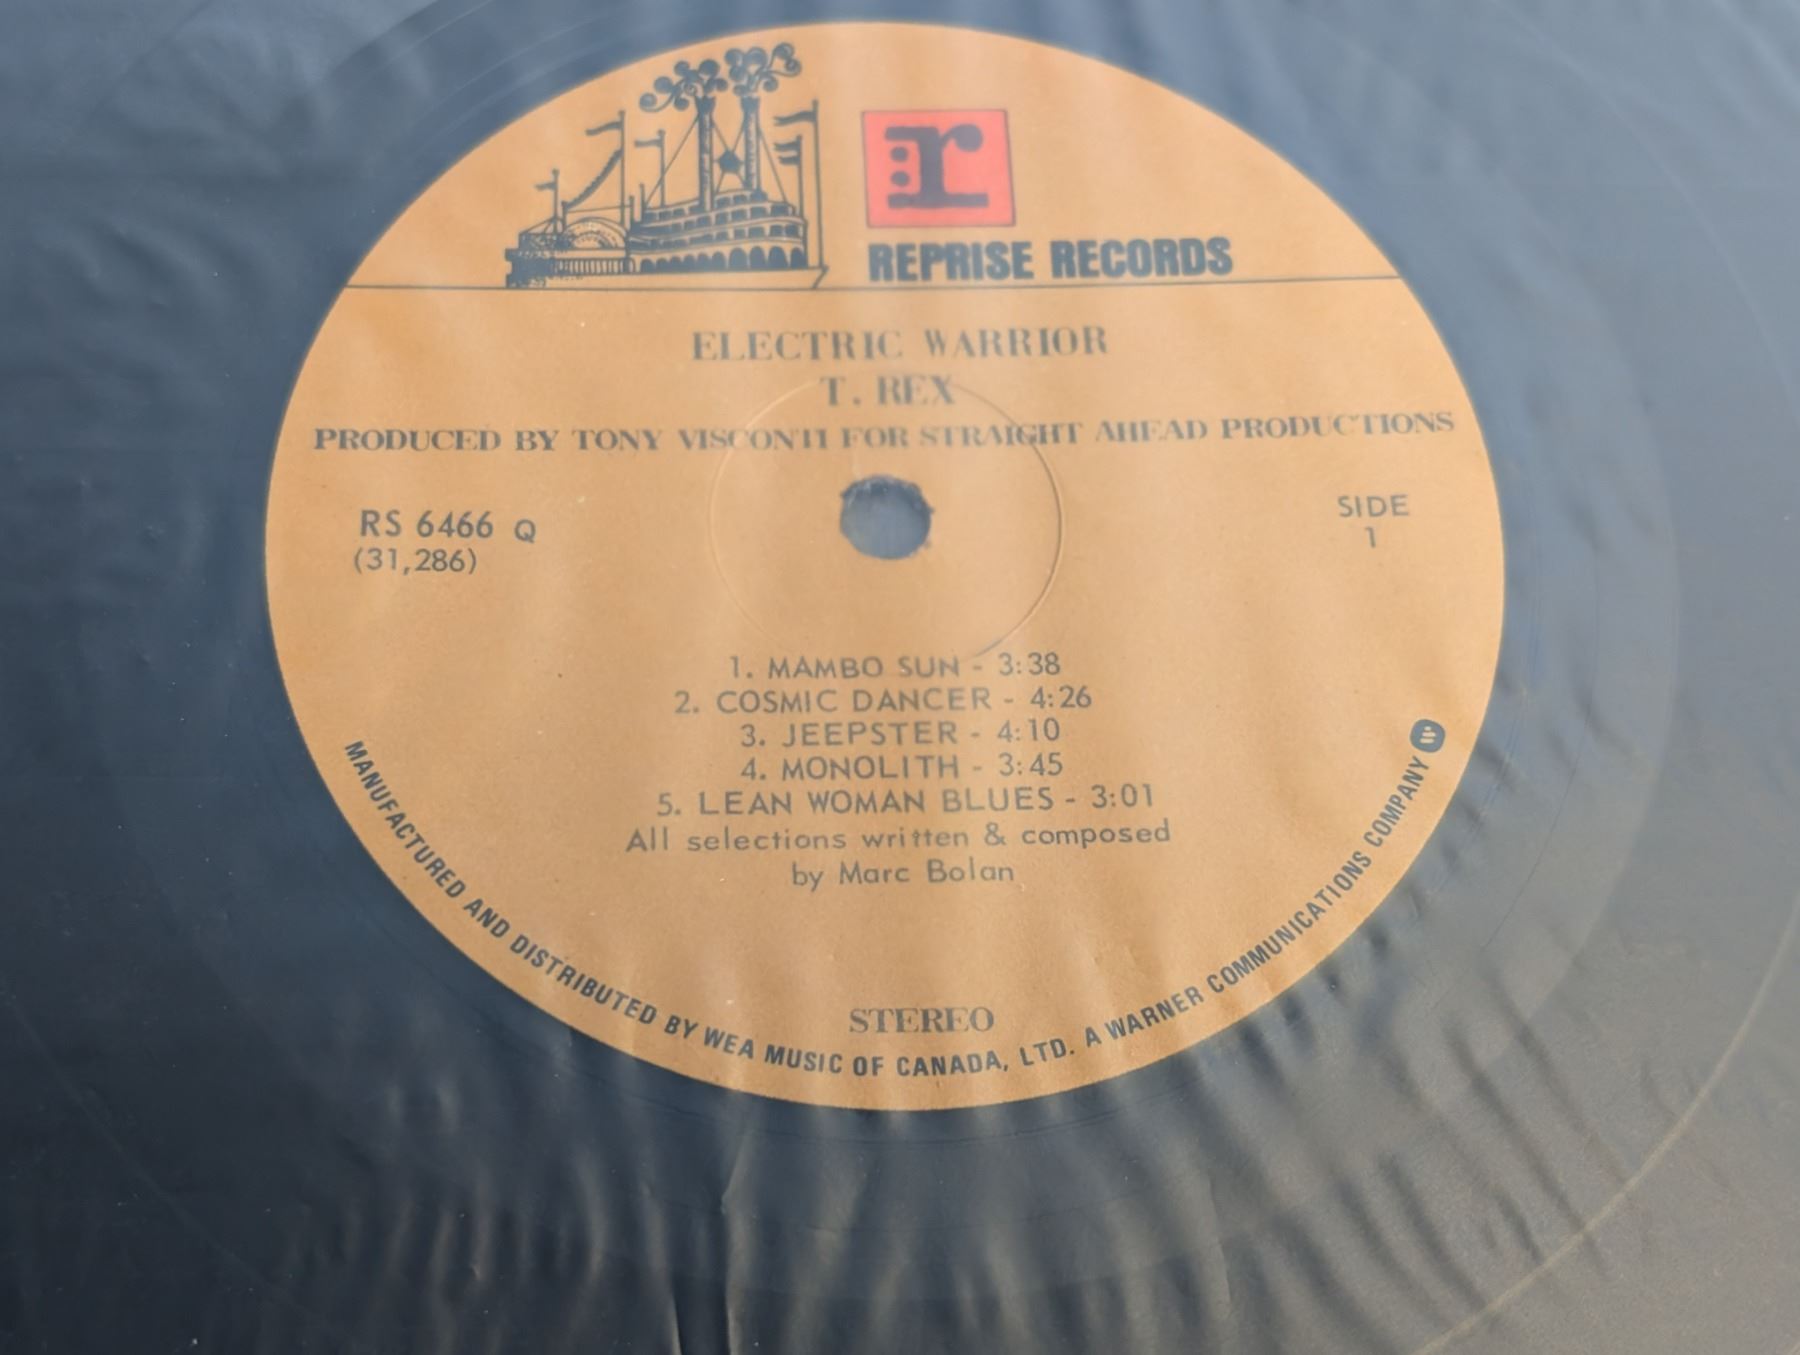 r
REPRISE RECORDS
ELECTRIC WARRIOR
T. REX
PRODUCED BY TONY VISCONTI FOR STRAIGHT AHEAD PRODUCTIONS
RS 6466 Q
(31,286)
SIDE
1
1. MAMBO SUN - 3:38
2. COSMIC DANCER - 4:26
3. JEEPSTER - 4:10
4. MONOLITH - 3:45
5. LEAN WOMAN BLUES - 3:01
All selections written & composed
by Marc Bolan
STEREO
MANUFACTURED AND DISTRIBUTED BY WEA MUSIC OF CANADA, LTD. A WARNER COMMUNICATIONS COMPANY